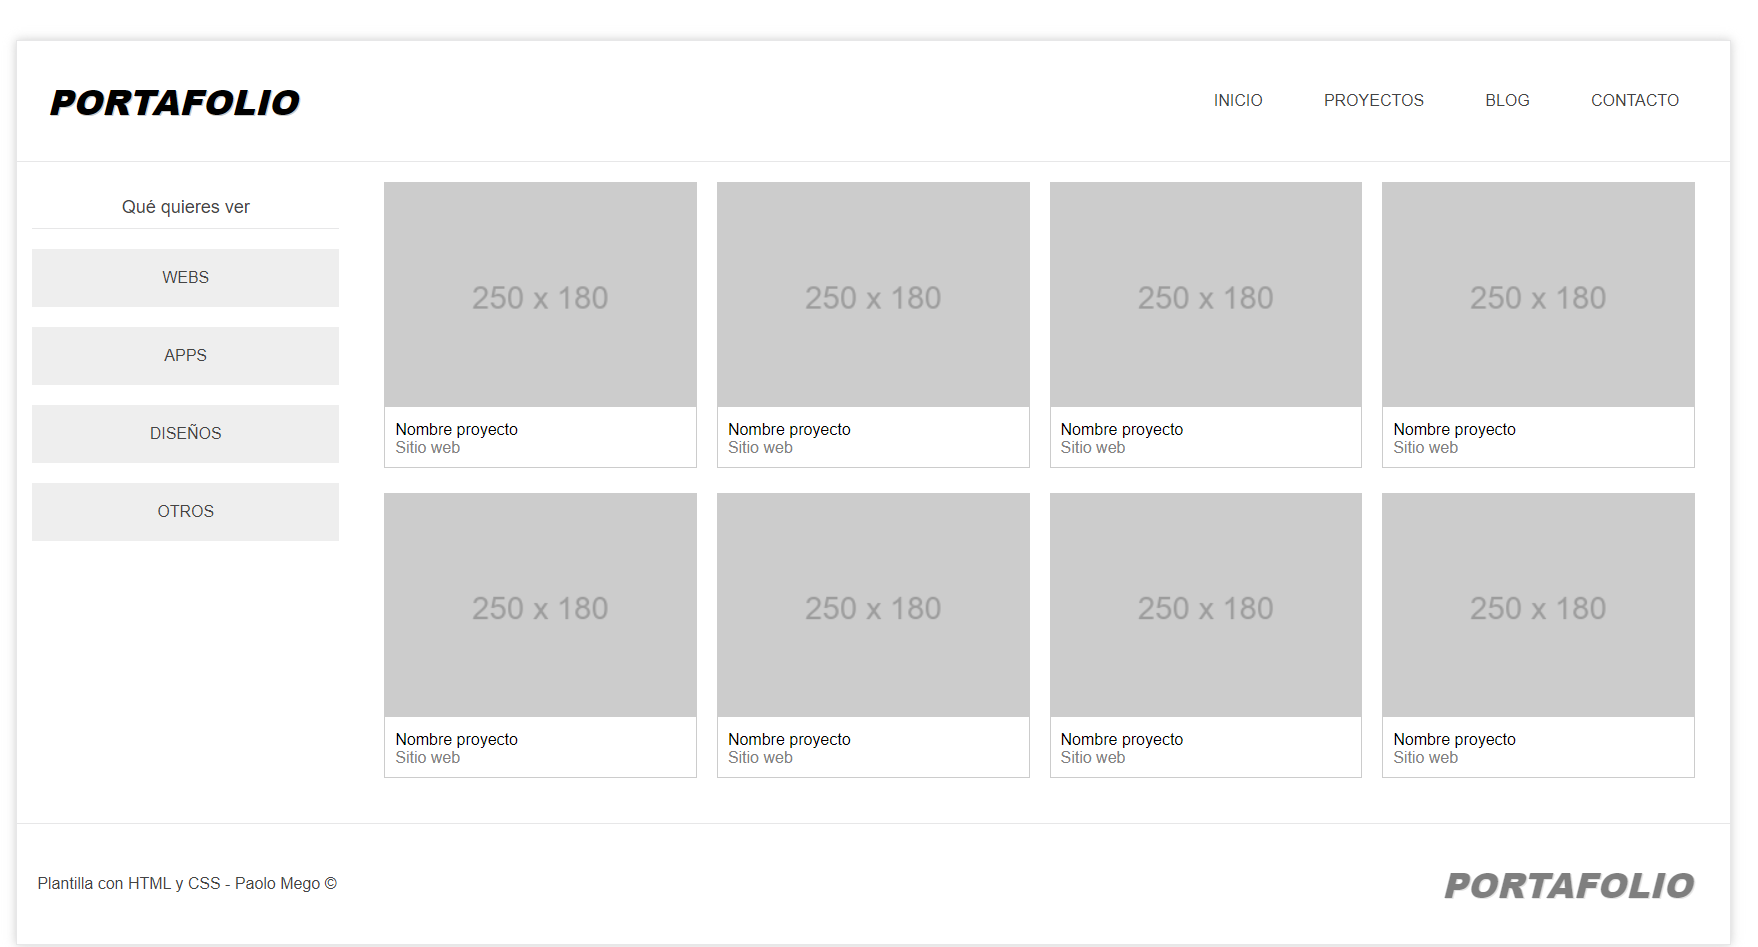 PORTAFOLIO
INICIO PROYECTOS BLOG CONTACTO
Qué quieres ver
WEBS
APPS
DISEÑOS
OTROS
250 x 180
Nombre proyecto
Sitio web
250 x 180
Nombre proyecto
Sitio web
250 x 180
Nombre proyecto
Sitio web
250 x 180
Nombre proyecto
Sitio web
250 x 180
Nombre proyecto
Sitio web
250 x 180
Nombre proyecto
Sitio web
250 x 180
Nombre proyecto
Sitio web
250 x 180
Nombre proyecto
Sitio web
Plantilla con HTML y CSS - Paolo Mego ©
PORTAFOLIO